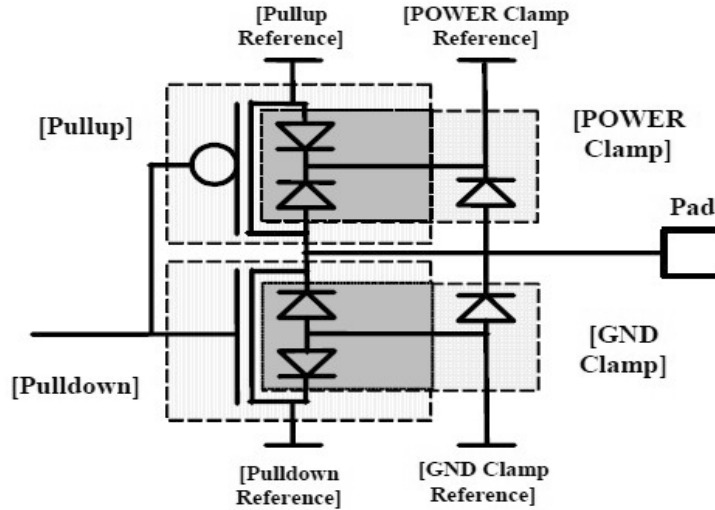 [Pullup
Reference]
[POWER Clamp
Reference]
[Pullup]
[POWER
Clamp]
Pad
[GND
Clamp]
[Pulldown]
[Pulldown
Reference]
[GND Clamp
Reference]